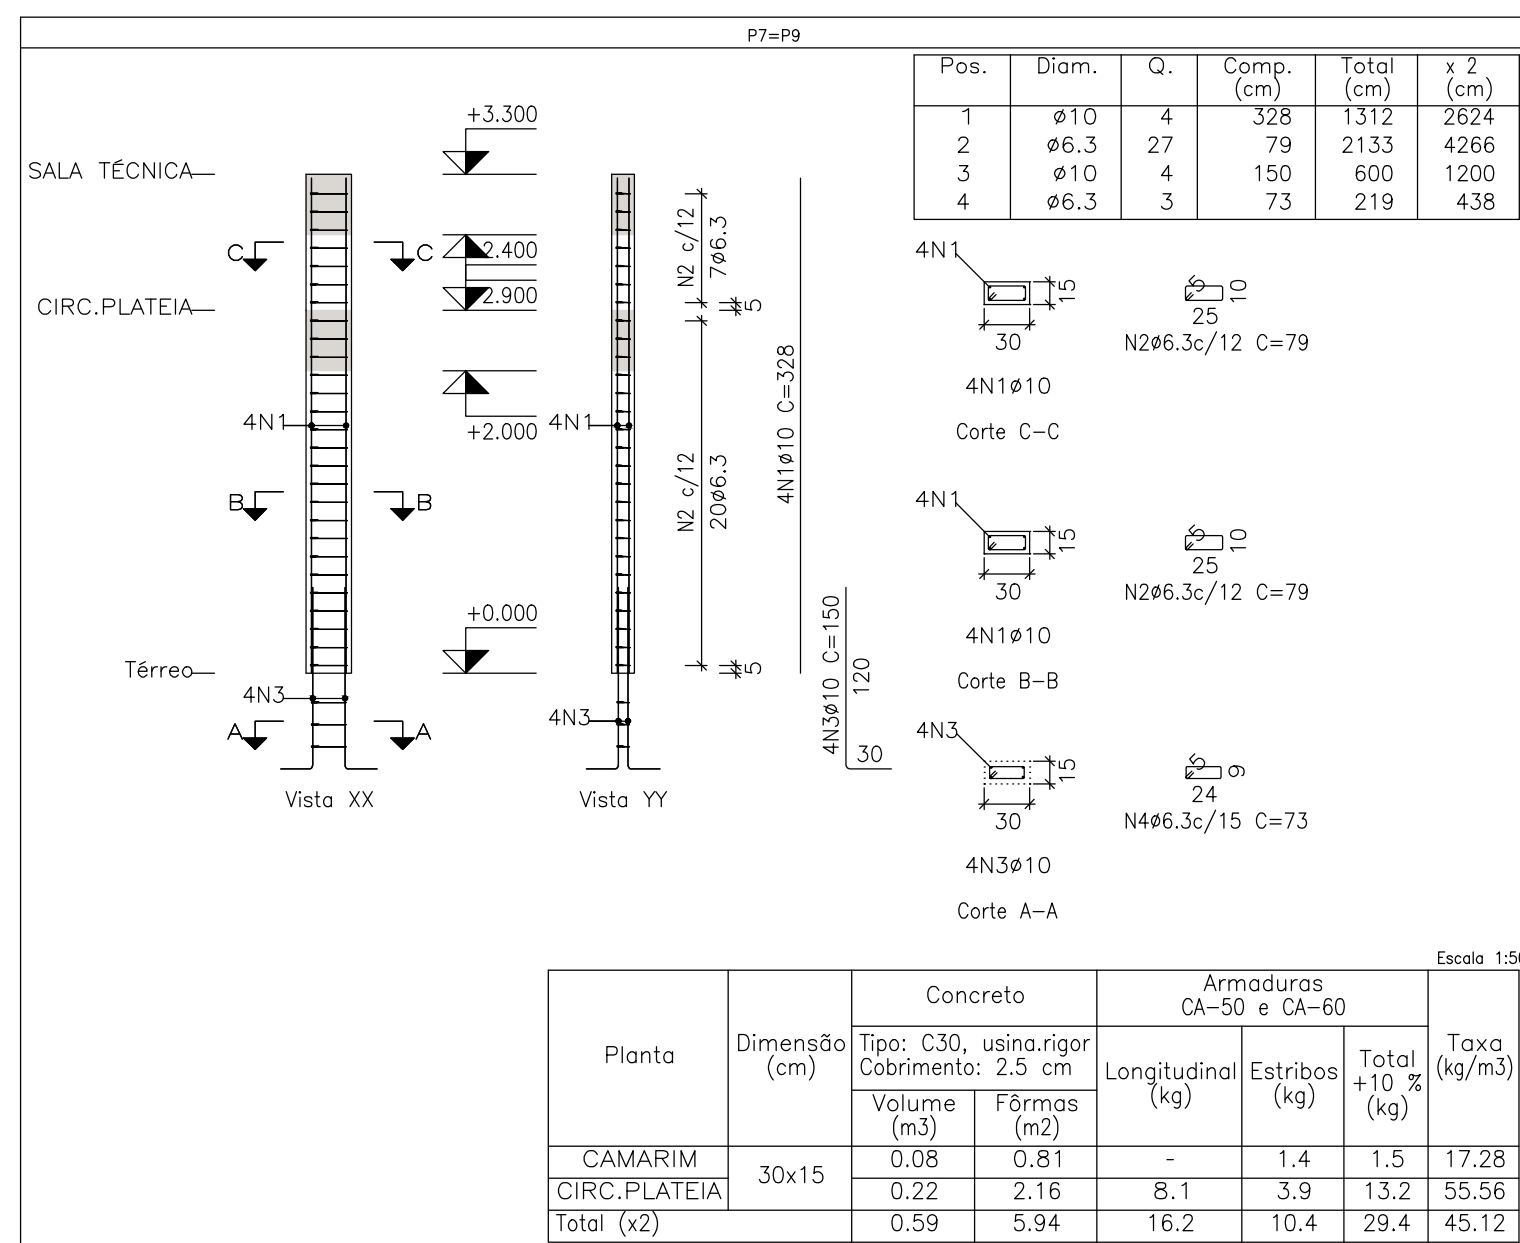 P7=P9
Pos. Diam. Q. Comp. (cm) Total (cm) x 2 (cm)
1 ø10 4 328 1312 2624
2 ø6.3 27 79 2133 4266
3 ø10 4 150 600 1200
4 ø6.3 3 73 219 438
+3.300
SALA TÉCNICA
C C
2.400
2.900
CIRC.PLATEIA
+2.000
4N1 4N1
B B
+0.000
Térreo
4N3
4N3
A A
Vista XX
Vista YY
N2 c/12
7ø6.3
5
N2 c/12
20ø6.3
5
4N1ø10 C=328
4N3ø10 C=150
120
30
4N1
15
30
5
10
25
N2ø6.3c/12 C=79
4N1ø10
Corte C-C
4N1
15
30
5
10
25
N2ø6.3c/12 C=79
4N1ø10
Corte B-B
4N3
15
30
5
9
24
N4ø6.3c/15 C=73
4N3ø10
Corte A-A
Escala 1:50
Planta
Dimensão
(cm)
Concreto
Tipo: C30, usina.rigor
Cobrimento: 2.5 cm
Volume
(m3)
Fôrmas
(m2)
Armaduras
CA-50 e CA-60
Longitudinal
(kg)
Estribos
(kg)
Total
+10 %
(kg)
Taxa
(kg/m3)
CAMARIM 30x15 0.08 0.81 - 1.4 1.5 17.28
CIRC.PLATEIA 0.22 2.16 8.1 3.9 13.2 55.56
Total (x2) 0.59 5.94 16.2 10.4 29.4 45.12